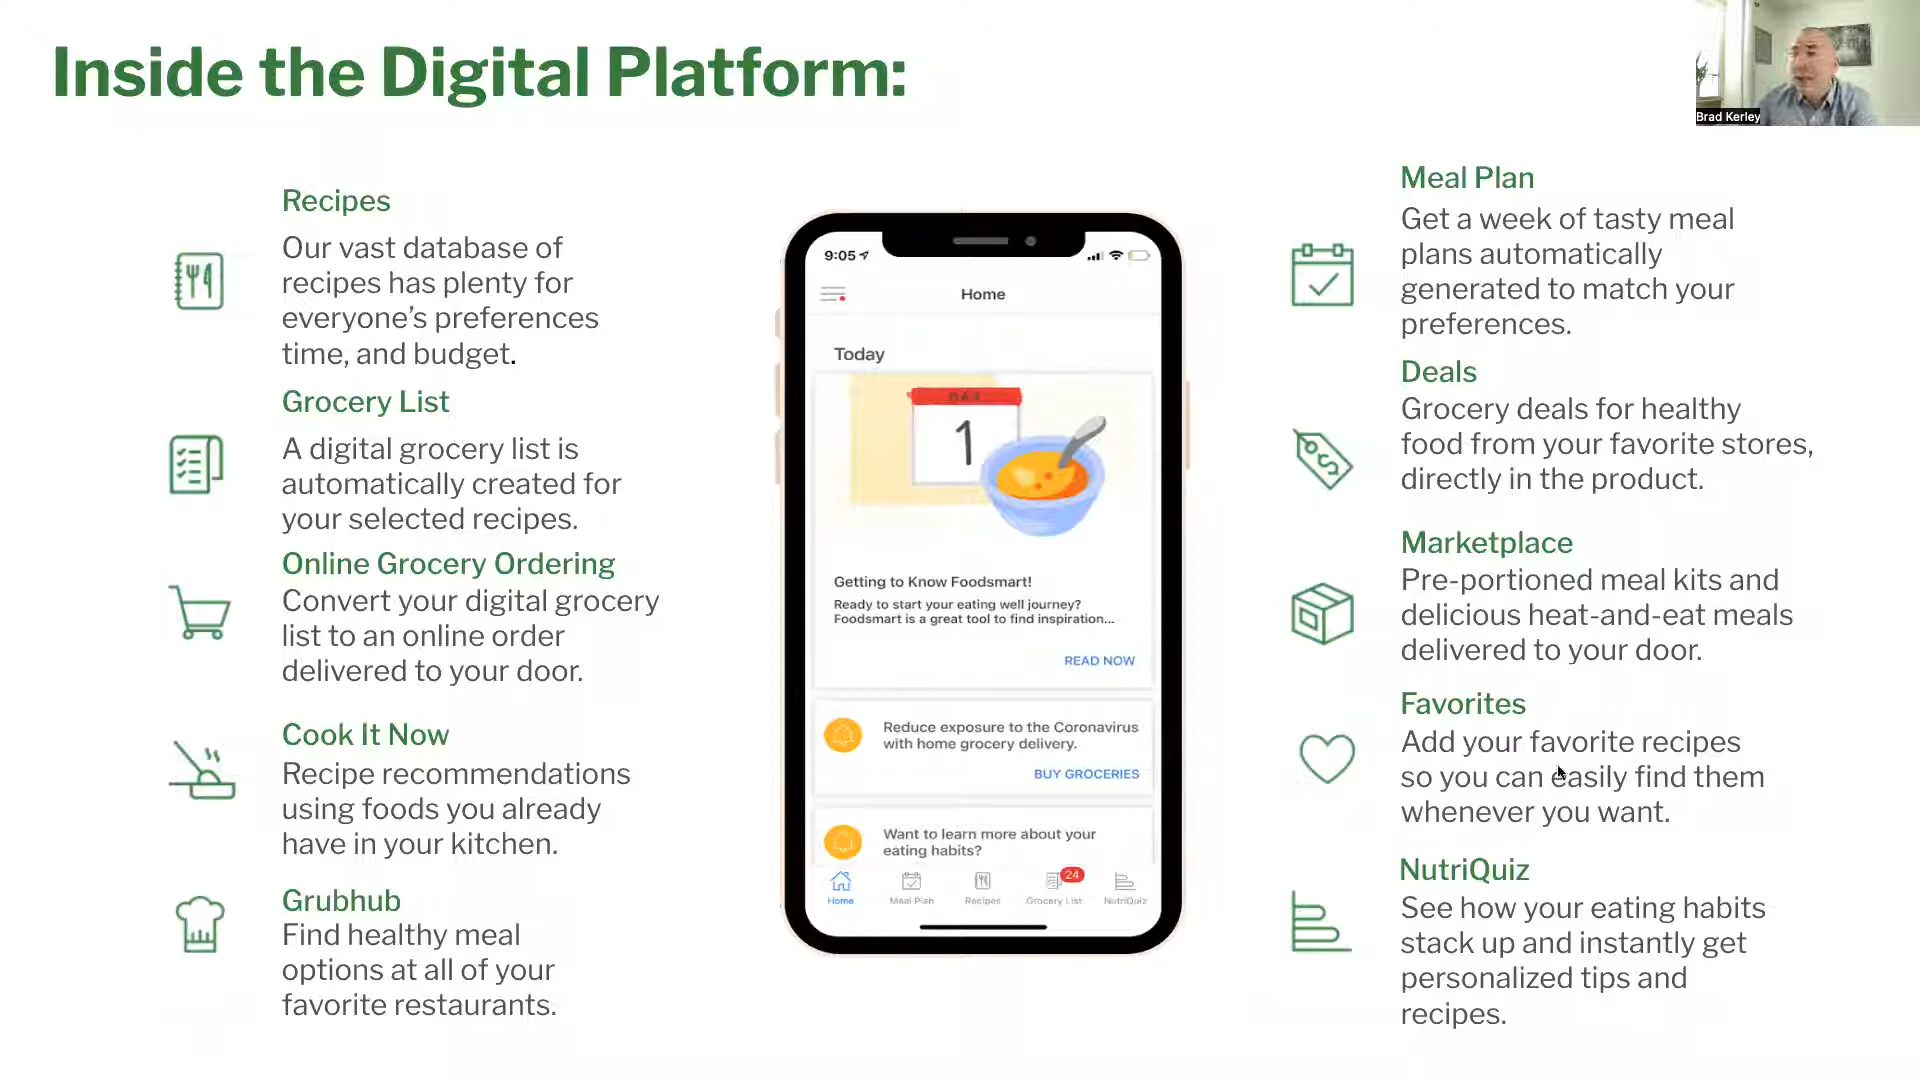 Inside the Digital Platform:
Brad Kerley
Recipes
Our vast database of
recipes has plenty for
everyone’s preferences
time, and budget.
Grocery List
A digital grocery list is
automatically created for
your selected recipes.
Online Grocery Ordering
Convert your digital grocery
list to an online order
delivered to your door.
Cook It Now
Recipe recommendations
using foods you already
have in your kitchen.
Grubhub
Find healthy meal
options at all of your
favorite restaurants.
9:05
Home
Today
DAY
1
Getting to Know Foodsmart!
Ready to start your eating well journey?
Foodsmart is a great tool to find inspiration...
READ NOW
Reduce exposure to the Coronavirus
with home grocery delivery.
BUY GROCERIES
Want to learn more about your
eating habits?
24
Home Meal Plan Recipes Grocery List NutriQuiz
Meal Plan
Get a week of tasty meal
plans automatically
generated to match your
preferences.
Deals
Grocery deals for healthy
food from your favorite stores,
directly in the product.
Marketplace
Pre-portioned meal kits and
delicious heat-and-eat meals
delivered to your door.
Favorites
Add your favorite recipes
so you can easily find them
whenever you want.
NutriQuiz
See how your eating habits
stack up and instantly get
personalized tips and
recipes.